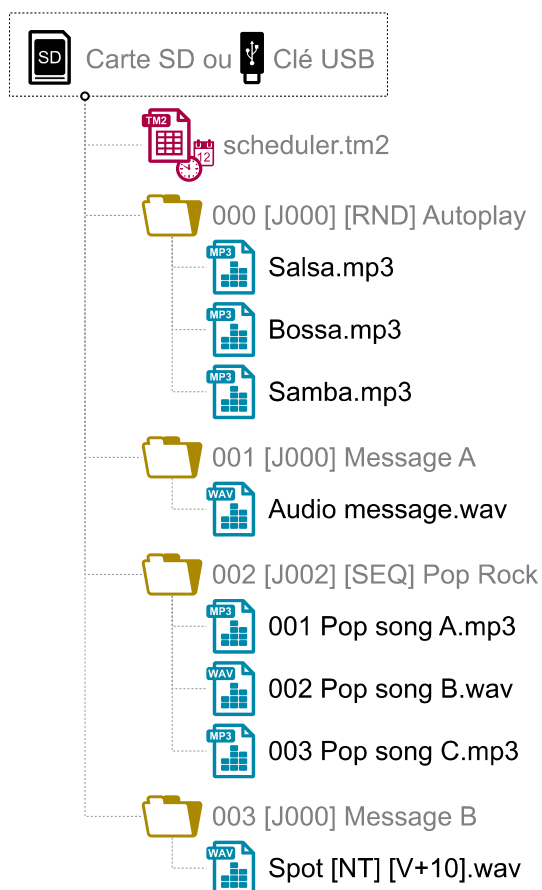 SD Carte SD ou Clé USB
TM2
12
scheduler.tm2
000 [J000] [RND] Autoplay
MP3
Salsa.mp3
MP3
Bossa.mp3
MP3
Samba.mp3
001 [J000] Message A
WAV
Audio message.wav
002 [J002] [SEQ] Pop Rock
MP3
001 Pop song A.mp3
WAV
002 Pop song B.wav
MP3
003 Pop song C.mp3
003 [J000] Message B
WAV
Spot [NT] [V+10].wav